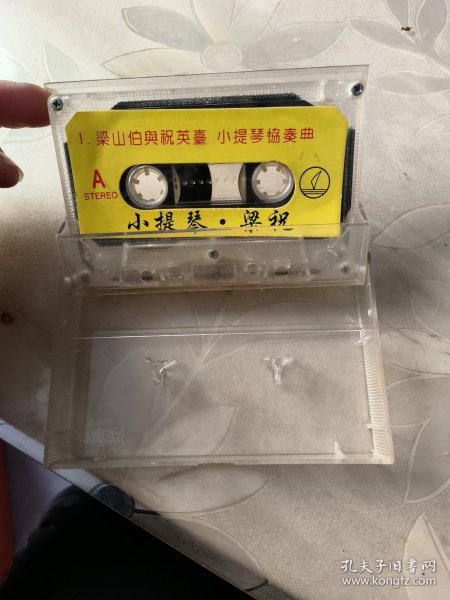 1. 梁山伯與祝英臺 小提琴協奏曲
A
STEREO
小提琴·梁祝
孔夫子旧书网
www.kongfz.com